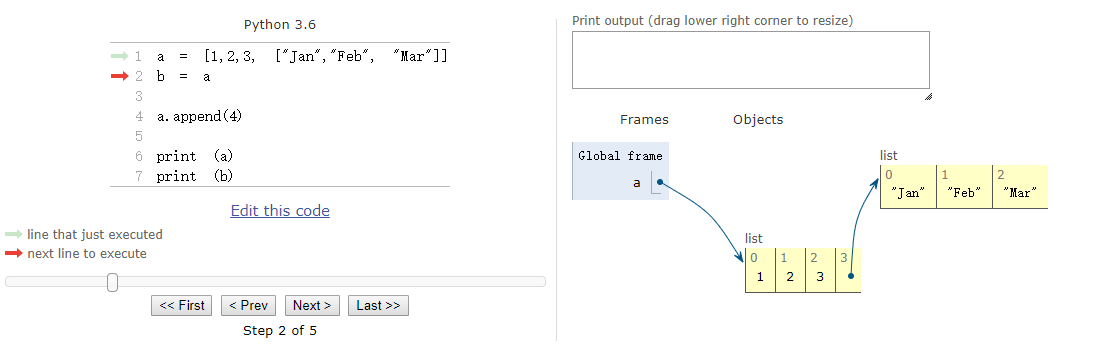 Python 3.6
1 a = [1,2,3, ["Jan","Feb", "Mar"]]
2 b = a
3
4 a.append(4)
5
6 print (a)
7 print (b)
Edit this code
line that just executed
next line to execute
<< First < Prev Next > Last >>
Step 2 of 5
Print output (drag lower right corner to resize)
Frames Objects
Global frame
a
list
0 1 2
"Jan" "Feb" "Mar"
list
0 1 2 3
1 2 3